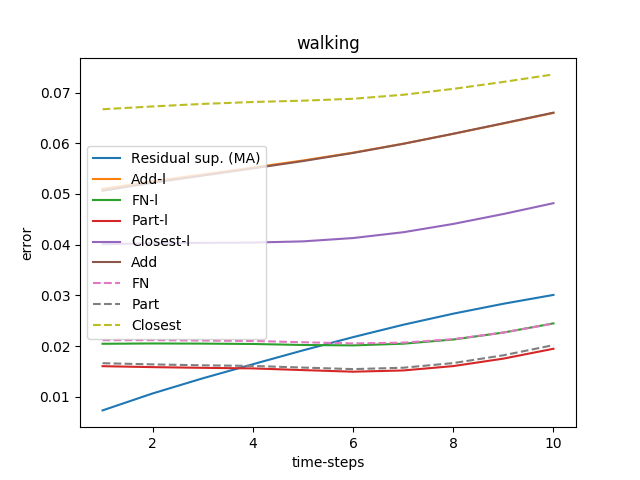 walking
error
0.07
0.06
0.05
0.04
0.03
0.02
0.01
Residual sup. (MA)
Add-l
FN-l
Part-l
Closest-l
Add
FN
Part
Closest
2 4 6 8 10
time-steps